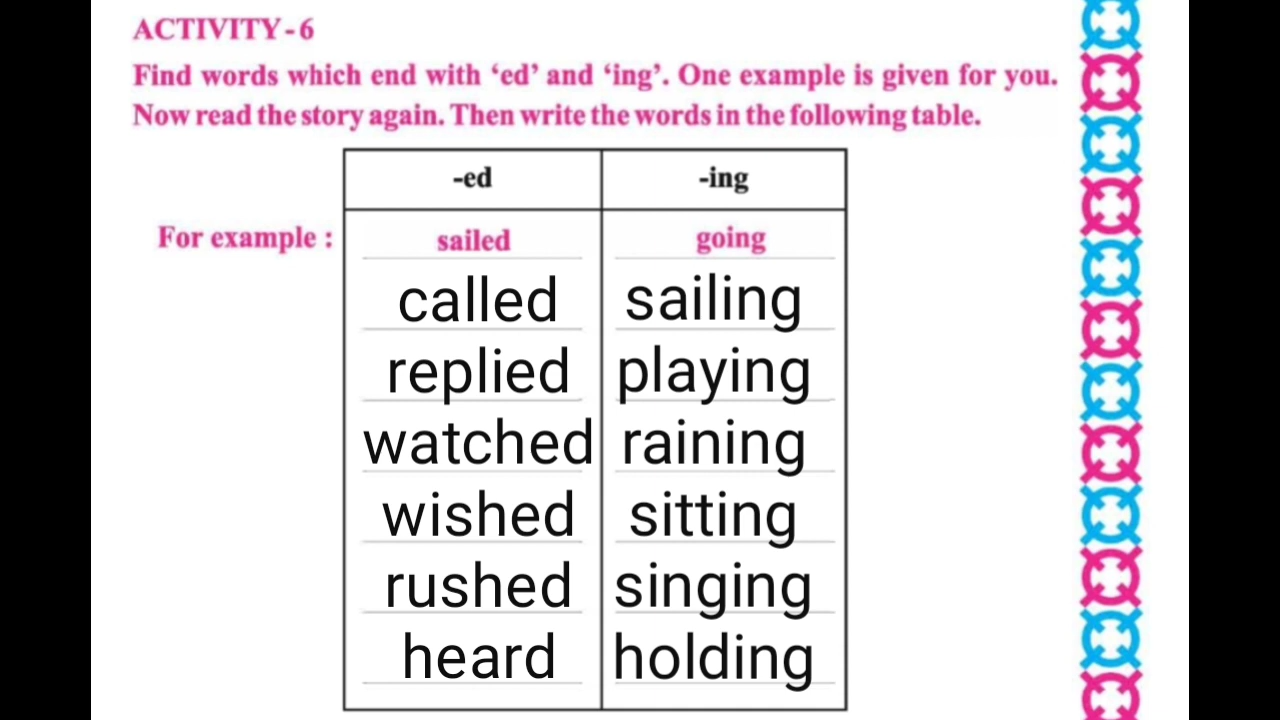 ACTIVITY-6
Find words which end with ‘ed’ and ‘ing’. One example is given for you.
Now read the story again. Then write the words in the following table.
-ed -ing
For example : sailed going
called sailing
replied playing
watched raining
wished sitting
rushed singing
heard holding